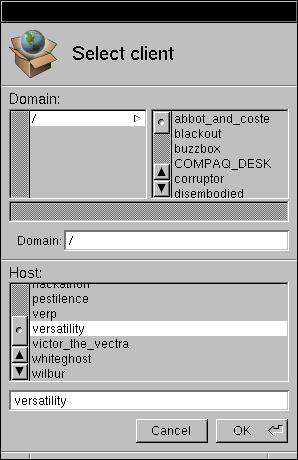 Select client
Domain:
/
abbot_and_coste
blackout
buzzbox
COMPAQ_DESK
corruptor
disembodied
Domain: /
Host:
hackathon
pestilence
verp
versatility
victor_the_vectra
whiteghost
wilbur
versatility
Cancel OK